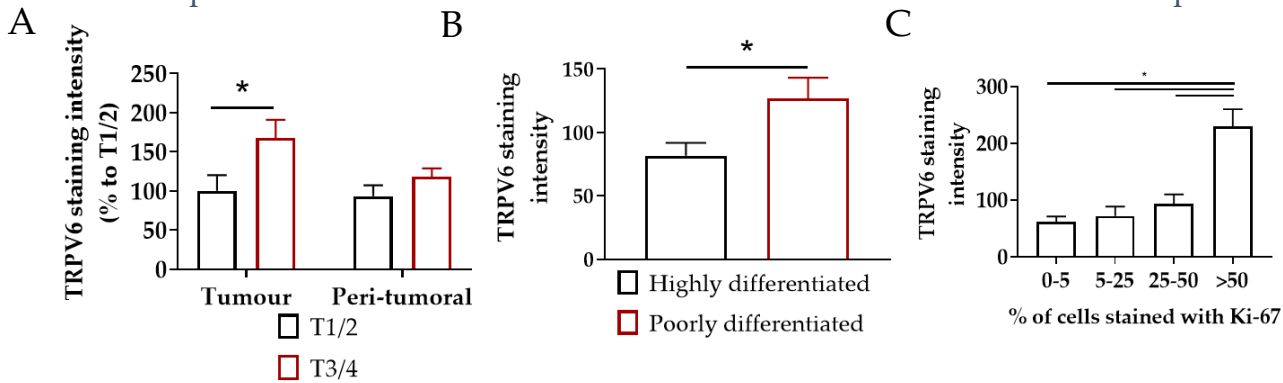 A
TRPV6 staining intensity
(% to T1/2)
250
200
150
100
50
0
*
Tumour
Peri-tumoral
T1/2
T3/4
B
TRPV6 staining
intensity
150
100
50
0
*
Highly differentiated
Poorly differentiated
C
TRPV6 staining
intensity
300
200
100
0
*
0-5
5-25
25-50
>50
% of cells stained with Ki-67